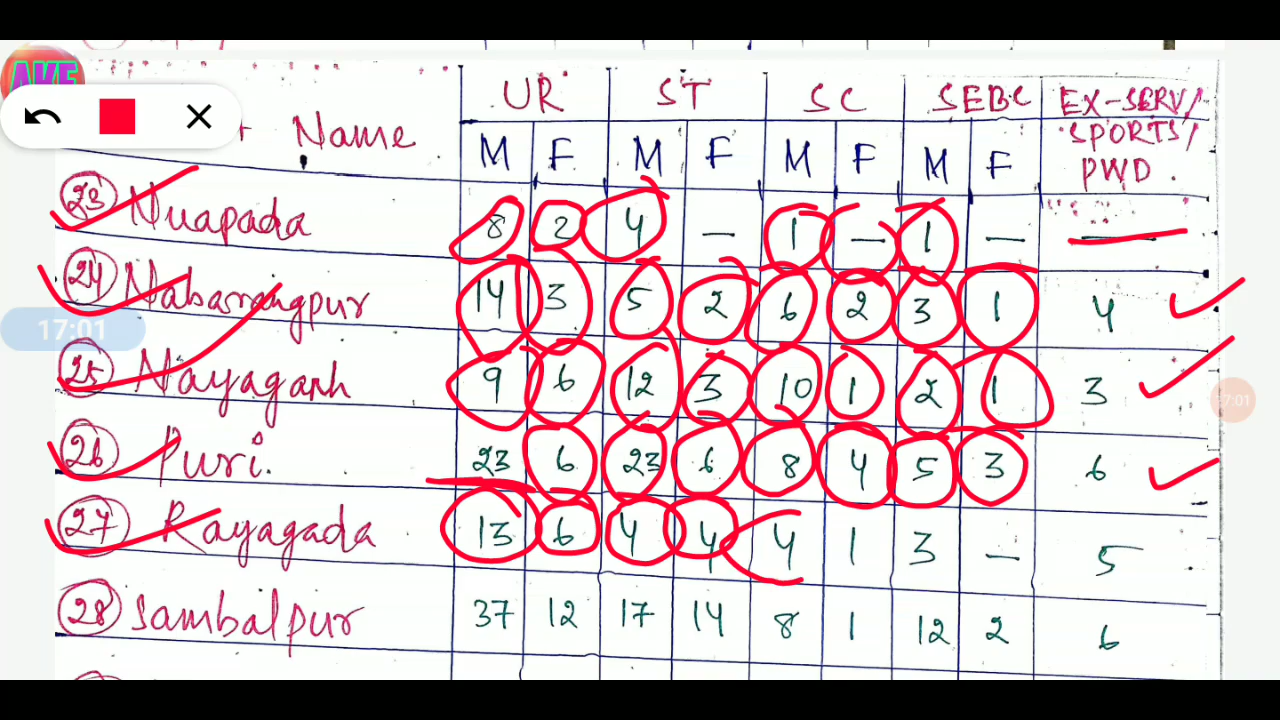 AKE
UR ST SC SEBC EX-SERV/
Name M F M F M F M F SPORTS/
PWD.
23 Nuapada 8 2 4 — 1 — 1 — —
24 Nabarangpur 14 3 5 2 6 2 3 1 4
17:01
25 Nayagarh 9 6 12 3 10 1 2 1 3
17:01
26 Puri. 23 6 23 6 8 4 5 3 6
27 Rayagada 13 6 4 4 4 1 3 — 5
28 Sambalpur 37 12 17 14 8 1 12 2 6